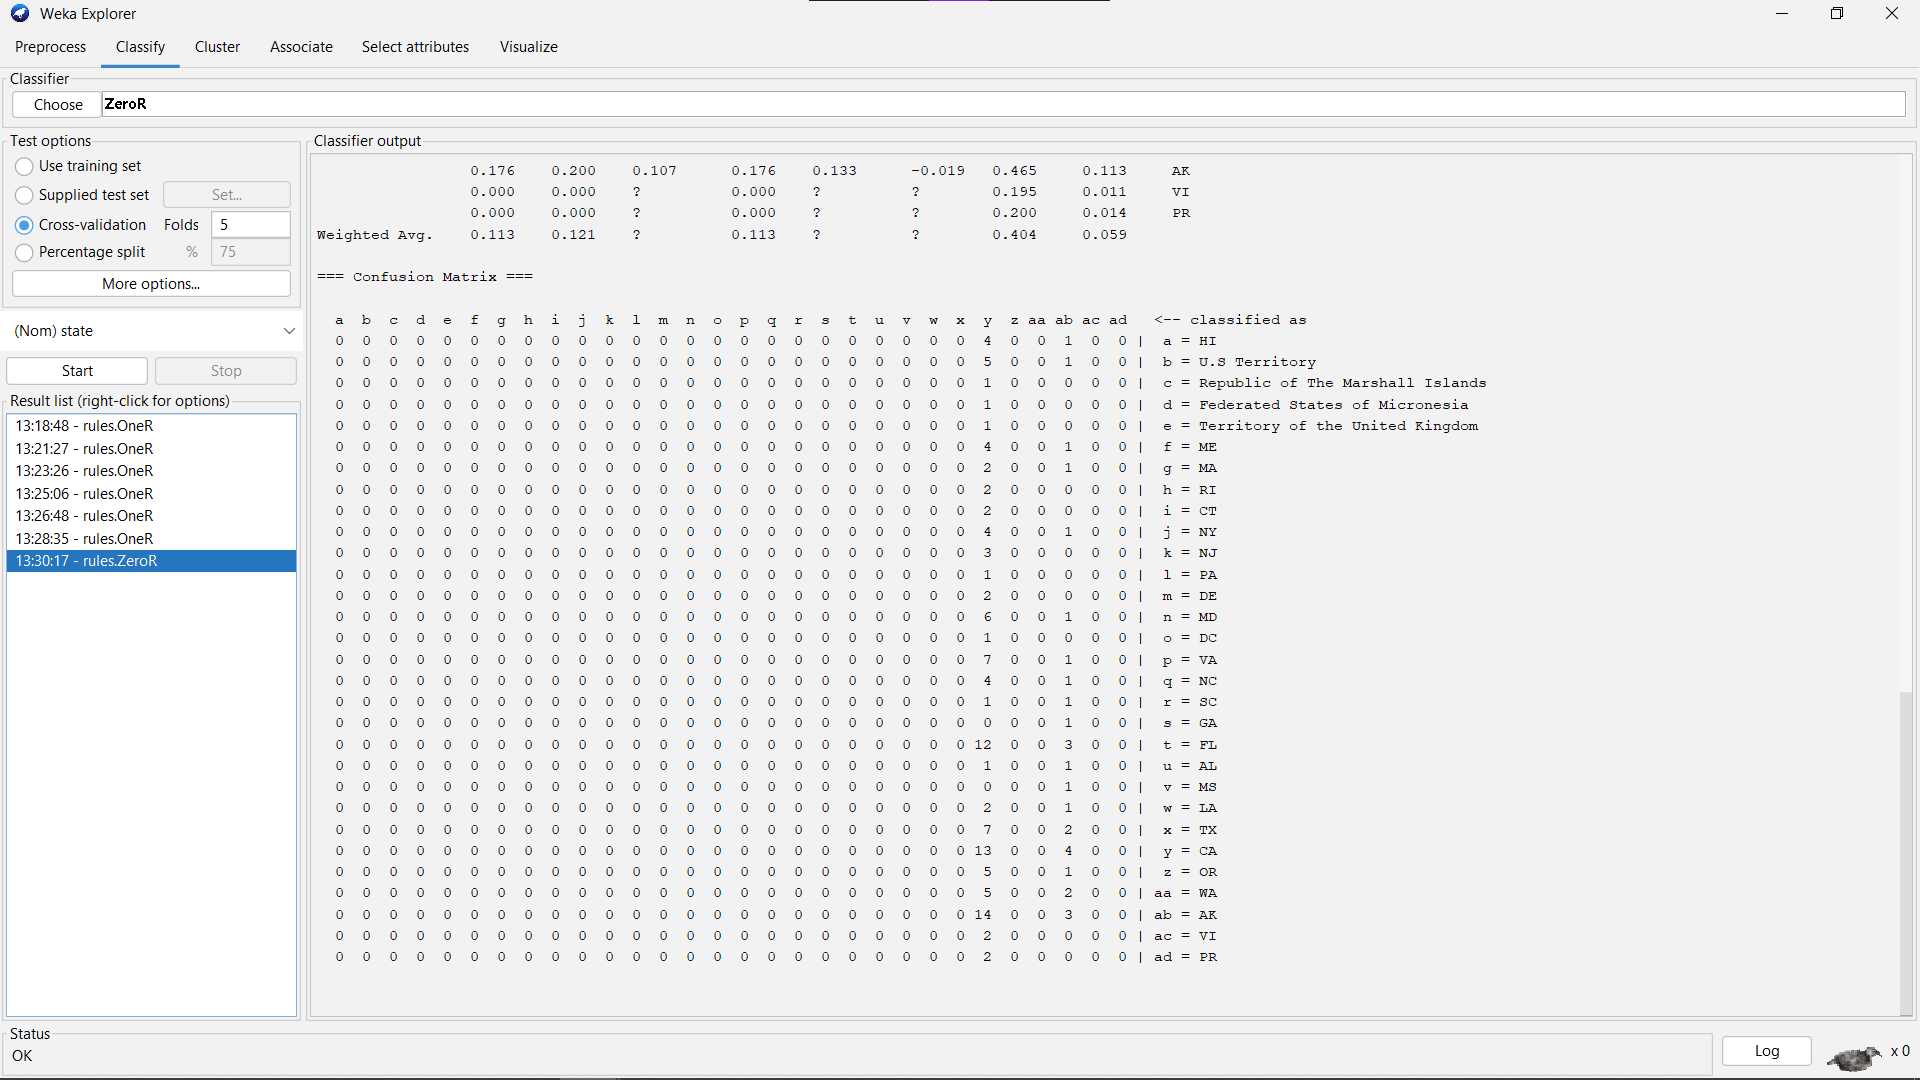 Weka Explorer
Preprocess Classify Cluster Associate Select attributes Visualize
Classifier
Choose ZeroR
Test options
Use training set
Supplied test set Set...
Cross-validation Folds 5
Percentage split % 75
More options...
(Nom) state
Start Stop
Result list (right-click for options)
13:18:48 - rules.OneR
13:21:27 - rules.OneR
13:23:26 - rules.OneR
13:25:06 - rules.OneR
13:26:48 - rules.OneR
13:28:35 - rules.OneR
13:30:17 - rules.ZeroR
Classifier output
0.176 0.200 0.107 0.176 0.133 -0.019 0.465 0.113 AK
0.000 0.000 ? 0.000 ? ? 0.195 0.011 VI
0.000 0.000 ? 0.000 ? ? 0.200 0.014 PR
Weighted Avg. 0.113 0.121 ? 0.113 ? ? 0.404 0.059
=== Confusion Matrix ===
a b c d e f g h i j k l m n o p q r s t u v w x y z aa ab ac ad <-- classified as
0 0 0 0 0 0 0 0 0 0 0 0 0 0 0 0 0 0 0 0 0 0 0 0 4 0 0 1 0 0 | a = HI
0 0 0 0 0 0 0 0 0 0 0 0 0 0 0 0 0 0 0 0 0 0 0 0 5 0 0 1 0 0 | b = U.S Territory
0 0 0 0 0 0 0 0 0 0 0 0 0 0 0 0 0 0 0 0 0 0 0 0 1 0 0 0 0 0 | c = Republic of The Marshall Islands
0 0 0 0 0 0 0 0 0 0 0 0 0 0 0 0 0 0 0 0 0 0 0 0 1 0 0 0 0 0 | d = Federated States of Micronesia
0 0 0 0 0 0 0 0 0 0 0 0 0 0 0 0 0 0 0 0 0 0 0 0 1 0 0 0 0 0 | e = Territory of the United Kingdom
0 0 0 0 0 0 0 0 0 0 0 0 0 0 0 0 0 0 0 0 0 0 0 0 4 0 0 1 0 0 | f = ME
0 0 0 0 0 0 0 0 0 0 0 0 0 0 0 0 0 0 0 0 0 0 0 0 2 0 0 1 0 0 | g = MA
0 0 0 0 0 0 0 0 0 0 0 0 0 0 0 0 0 0 0 0 0 0 0 0 2 0 0 0 0 0 | h = RI
0 0 0 0 0 0 0 0 0 0 0 0 0 0 0 0 0 0 0 0 0 0 0 0 2 0 0 0 0 0 | i = CT
0 0 0 0 0 0 0 0 0 0 0 0 0 0 0 0 0 0 0 0 0 0 0 0 4 0 0 1 0 0 | j = NY
0 0 0 0 0 0 0 0 0 0 0 0 0 0 0 0 0 0 0 0 0 0 0 0 3 0 0 0 0 0 | k = NJ
0 0 0 0 0 0 0 0 0 0 0 0 0 0 0 0 0 0 0 0 0 0 0 0 1 0 0 0 0 0 | l = PA
0 0 0 0 0 0 0 0 0 0 0 0 0 0 0 0 0 0 0 0 0 0 0 0 2 0 0 0 0 0 | m = DE
0 0 0 0 0 0 0 0 0 0 0 0 0 0 0 0 0 0 0 0 0 0 0 0 6 0 0 1 0 0 | n = MD
0 0 0 0 0 0 0 0 0 0 0 0 0 0 0 0 0 0 0 0 0 0 0 0 1 0 0 0 0 0 | o = DC
0 0 0 0 0 0 0 0 0 0 0 0 0 0 0 0 0 0 0 0 0 0 0 0 7 0 0 1 0 0 | p = VA
0 0 0 0 0 0 0 0 0 0 0 0 0 0 0 0 0 0 0 0 0 0 0 0 4 0 0 1 0 0 | q = NC
0 0 0 0 0 0 0 0 0 0 0 0 0 0 0 0 0 0 0 0 0 0 0 0 1 0 0 1 0 0 | r = SC
0 0 0 0 0 0 0 0 0 0 0 0 0 0 0 0 0 0 0 0 0 0 0 0 0 0 0 1 0 0 | s = GA
0 0 0 0 0 0 0 0 0 0 0 0 0 0 0 0 0 0 0 0 0 0 0 0 12 0 0 3 0 0 | t = FL
0 0 0 0 0 0 0 0 0 0 0 0 0 0 0 0 0 0 0 0 0 0 0 0 1 0 0 1 0 0 | u = AL
0 0 0 0 0 0 0 0 0 0 0 0 0 0 0 0 0 0 0 0 0 0 0 0 0 0 0 1 0 0 | v = MS
0 0 0 0 0 0 0 0 0 0 0 0 0 0 0 0 0 0 0 0 0 0 0 0 2 0 0 1 0 0 | w = LA
0 0 0 0 0 0 0 0 0 0 0 0 0 0 0 0 0 0 0 0 0 0 0 0 7 0 0 2 0 0 | x = TX
0 0 0 0 0 0 0 0 0 0 0 0 0 0 0 0 0 0 0 0 0 0 0 0 13 0 0 4 0 0 | y = CA
0 0 0 0 0 0 0 0 0 0 0 0 0 0 0 0 0 0 0 0 0 0 0 0 5 0 0 1 0 0 | z = OR
0 0 0 0 0 0 0 0 0 0 0 0 0 0 0 0 0 0 0 0 0 0 0 0 5 0 0 2 0 0 | aa = WA
0 0 0 0 0 0 0 0 0 0 0 0 0 0 0 0 0 0 0 0 0 0 0 0 14 0 0 3 0 0 | ab = AK
0 0 0 0 0 0 0 0 0 0 0 0 0 0 0 0 0 0 0 0 0 0 0 0 2 0 0 0 0 0 | ac = VI
0 0 0 0 0 0 0 0 0 0 0 0 0 0 0 0 0 0 0 0 0 0 0 0 2 0 0 0 0 0 | ad = PR
Status
OK
Log x 0